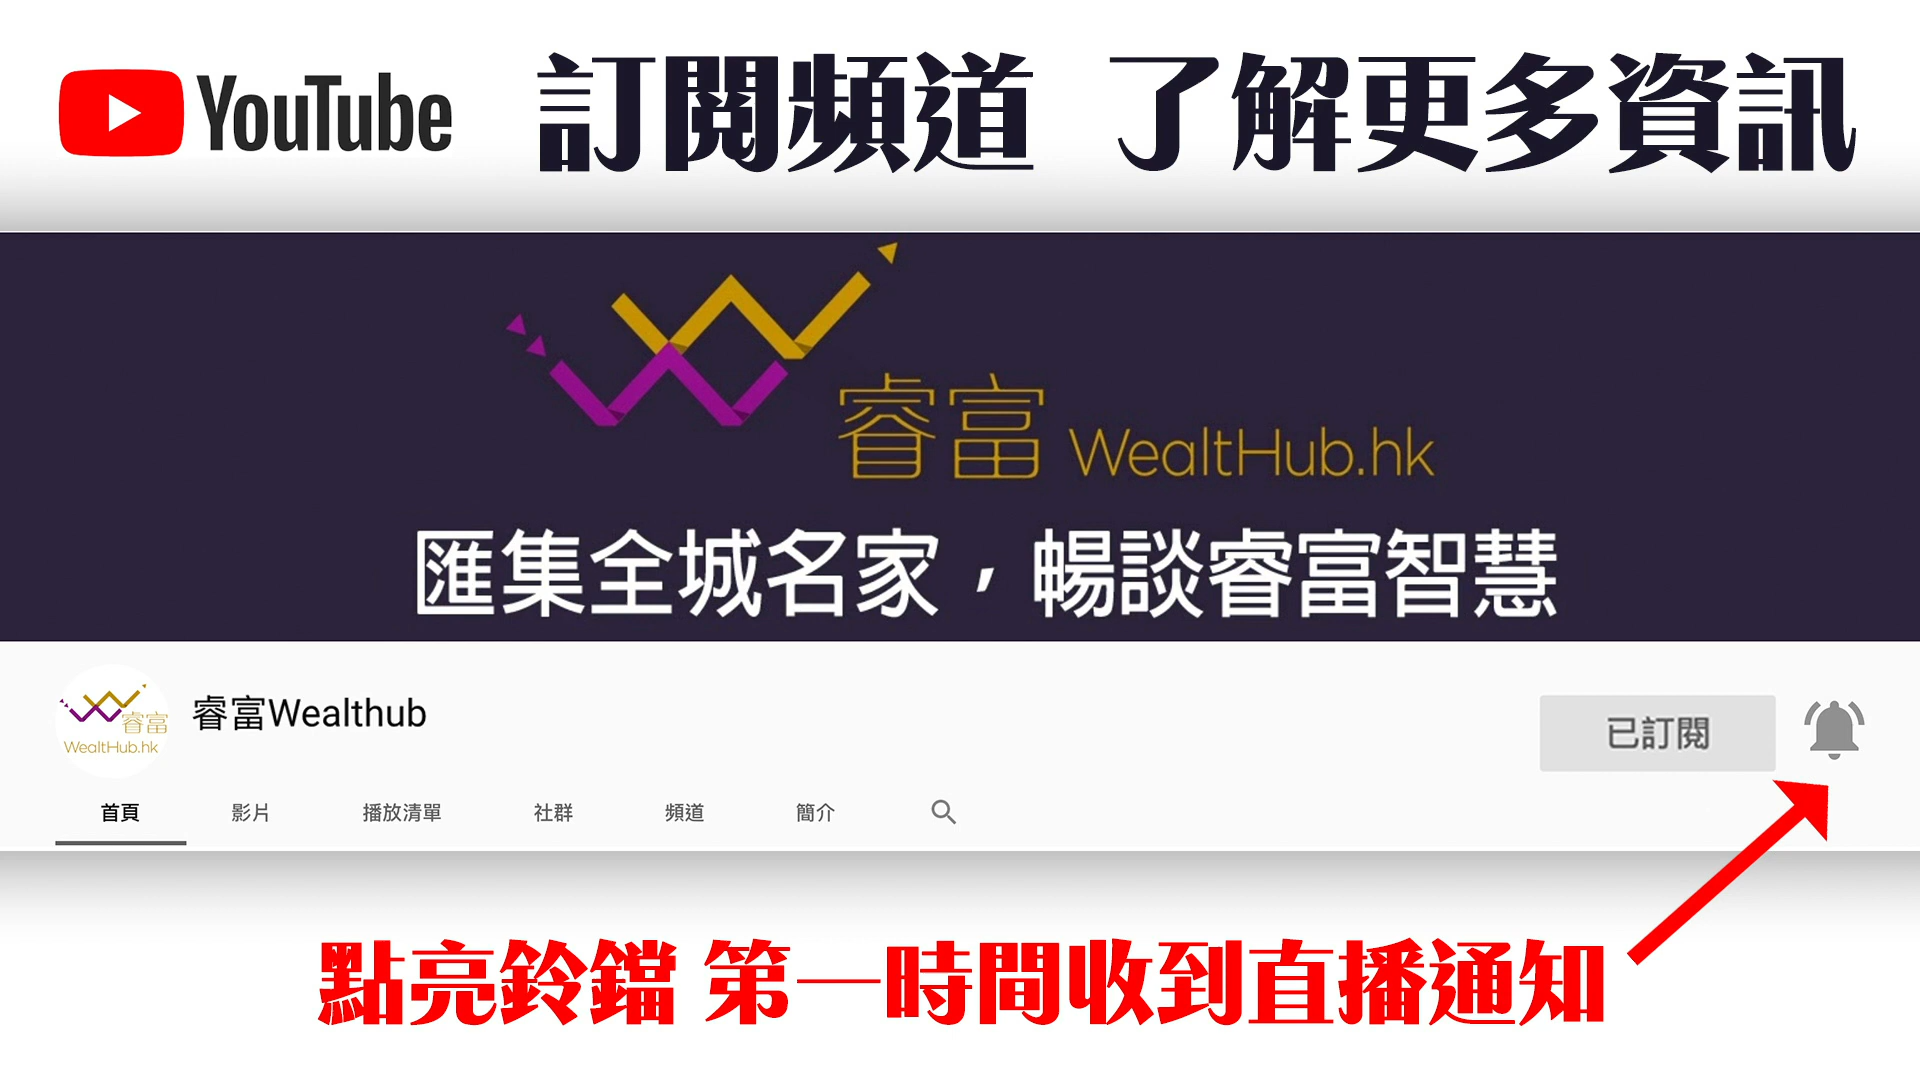 YouTube 訂閱頻道 了解更多資訊
睿富 WealtHub.hk
匯集全城名家，暢談睿富智慧
睿富
WealtHub.hk
睿富Wealthub
已訂閱
首頁 影片 播放清單 社群 頻道 簡介
點亮鈴鐺 第一時間收到直播通知